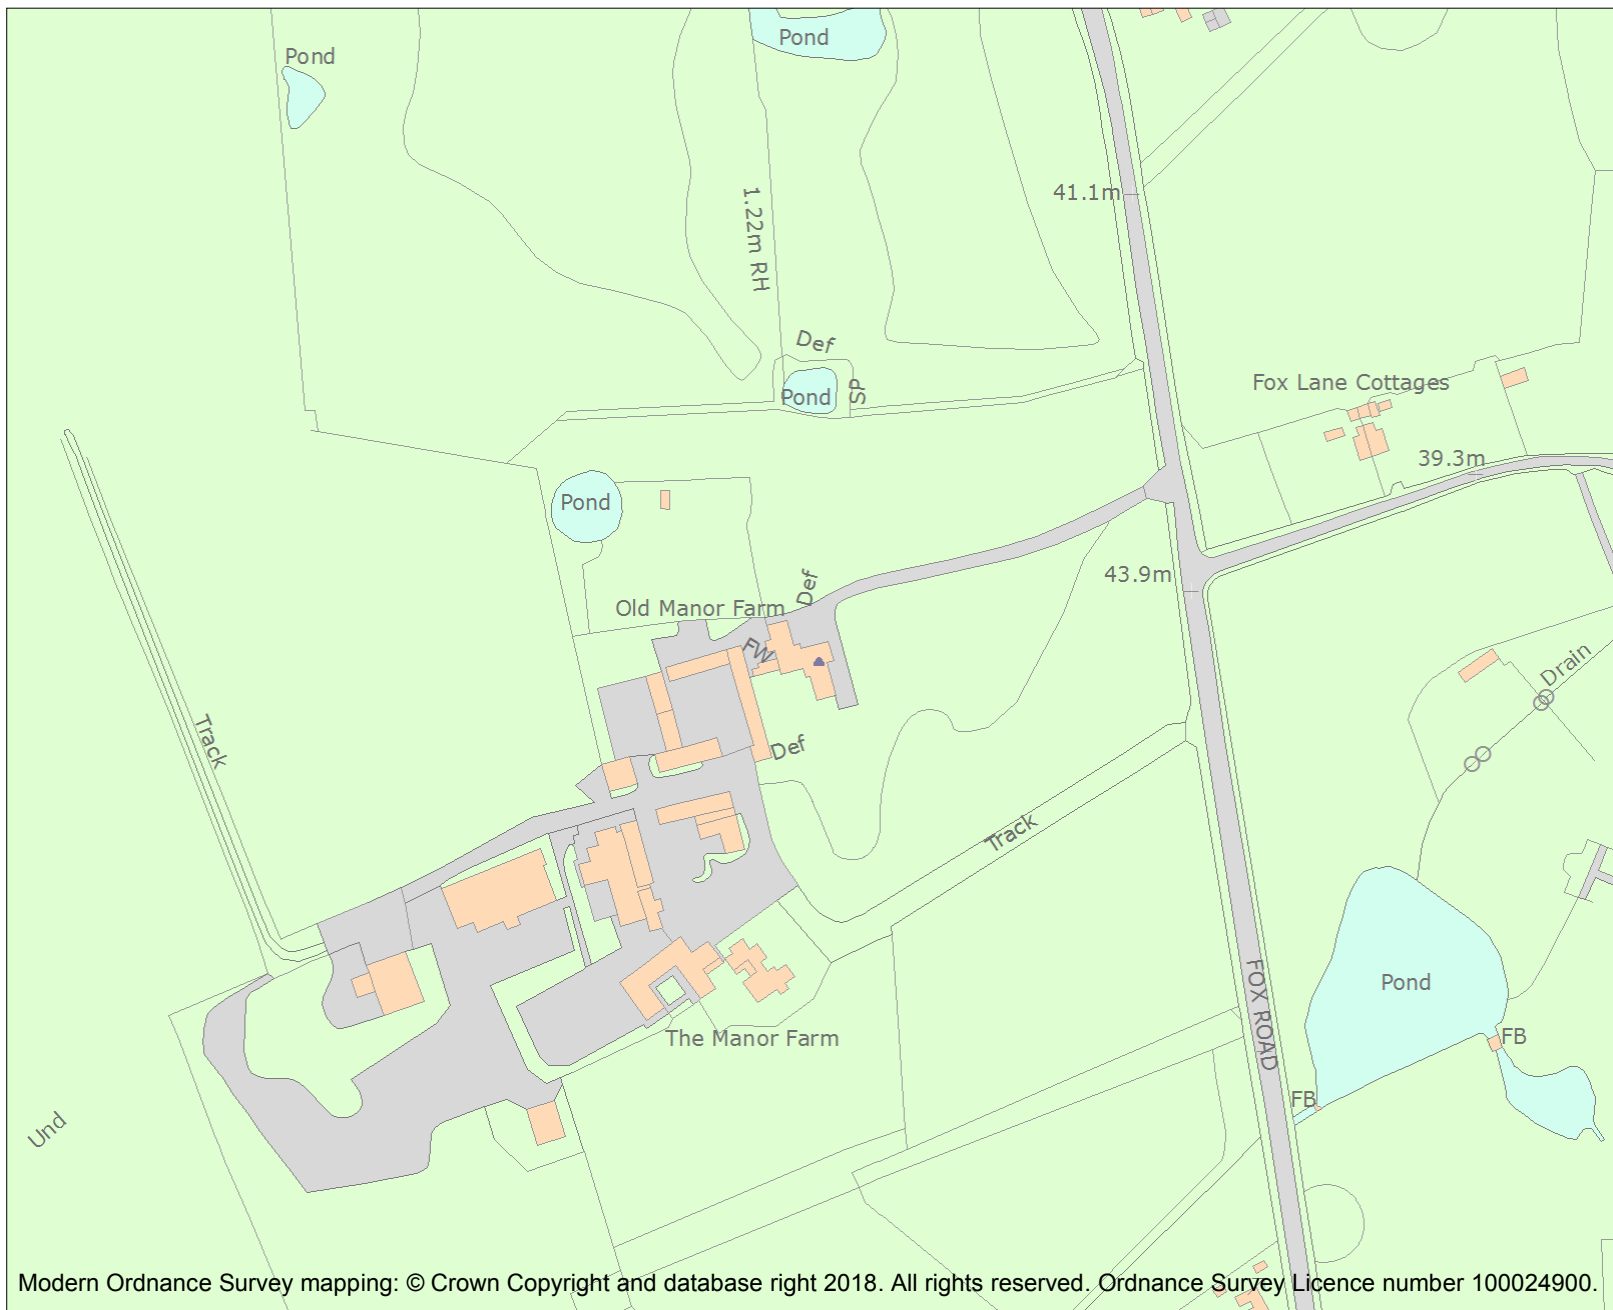 Pond
Pond
41.1m
1.22m RH
Def
Fox Lane Cottages
Pond
SP
39.3m
Pond
43.9m
Def
Old Manor Farm
FW
Drain
Track
Def
Track
Pond
FOX ROAD
The Manor Farm
FB
FB
Und
Modern Ordnance Survey mapping: © Crown Copyright and database right 2018. All rights reserved. Ordnance Survey Licence number 100024900.